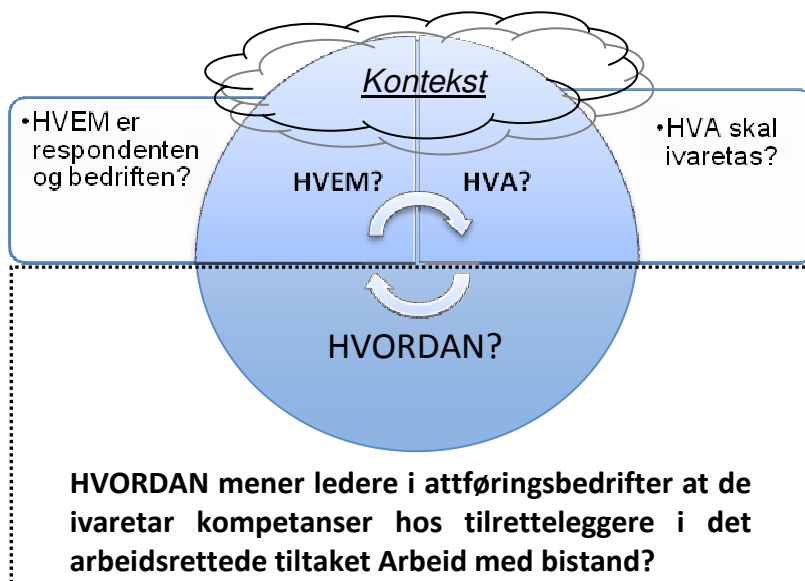 Kontekst
•HVEM er
respondenten
og bedriften?
•HVA skal
ivaretas?
HVEM?
HVA?
HVORDAN?
HVORDAN mener ledere i attføringsbedrifter at de
ivaretar kompetanser hos tilretteleggere i det
arbeidsrettede tiltaket Arbeid med bistand?